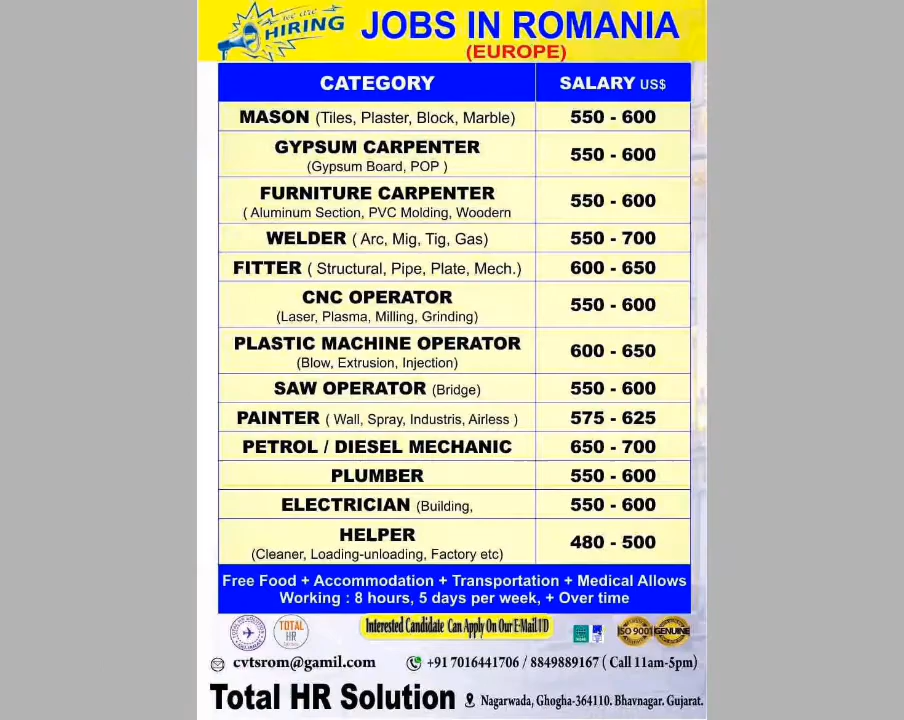 we are
HIRING
JOBS IN ROMANIA
(EUROPE)
CATEGORY SALARY US$
MASON (Tiles, Plaster, Block, Marble) 550 - 600
GYPSUM CARPENTER
(Gypsum Board, POP ) 550 - 600
FURNITURE CARPENTER
( Aluminum Section, PVC Molding, Woodern 550 - 600
WELDER ( Arc, Mig, Tig, Gas) 550 - 700
FITTER ( Structural, Pipe, Plate, Mech.) 600 - 650
CNC OPERATOR
(Laser, Plasma, Milling, Grinding) 550 - 600
PLASTIC MACHINE OPERATOR
(Blow, Extrusion, Injection) 600 - 650
SAW OPERATOR (Bridge) 550 - 600
PAINTER ( Wall, Spray, Industris, Airless ) 575 - 625
PETROL / DIESEL MECHANIC 650 - 700
PLUMBER 550 - 600
ELECTRICIAN (Building, 550 - 600
HELPER
(Cleaner, Loading-unloading, Factory etc) 480 - 500
Free Food + Accommodation + Transportation + Medical Allows
Working : 8 hours, 5 days per week, + Over time
TOTAL
HR
Interested Candidate Can Apply On Our E-Mail I'D
ISO 9001 GENUINE
cvtsrom@gamil.com +91 7016441706 / 8849889167 ( Call 11am-5pm)
Total HR Solution Nagarwada, Ghogha-364110. Bhavnagar. Gujarat.